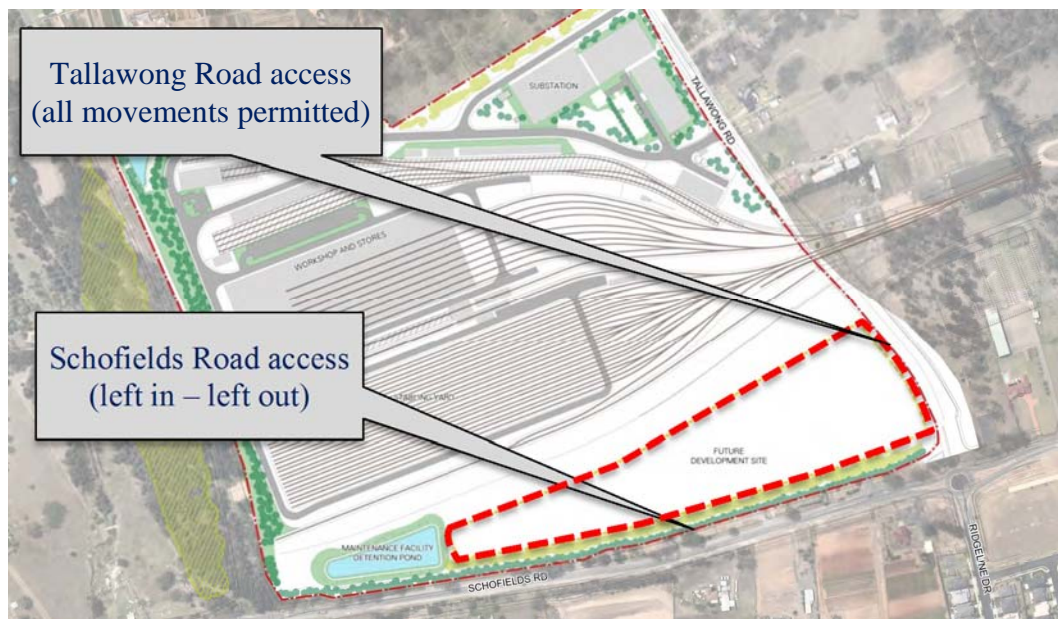 Tallawong Road access
(all movements permitted)
SUBSTATION
TALLAWONG RD
WORKSHOP AND STORES
Schofields Road access
(left in – left out)
STABLING YARD
FUTURE
DEVELOPMENT SITE
MAINTENANCE FACILITY
DETENTION POND
SCHOFIELDS RD
RIDGELINE DR